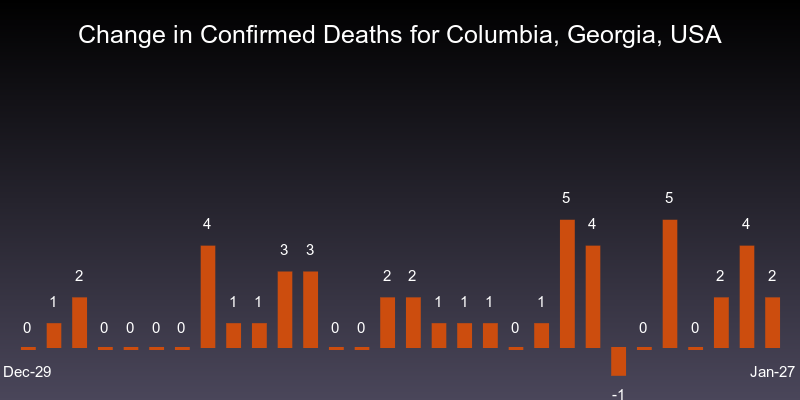 Change in Confirmed Deaths for Columbia, Georgia, USA
0 1 2 0 0 0 0 4 1 1 3 3 0 0 2 2 1 1 1 0 1 5 4 -1 0 5 0 2 4 2
Dec-29 Jan-27